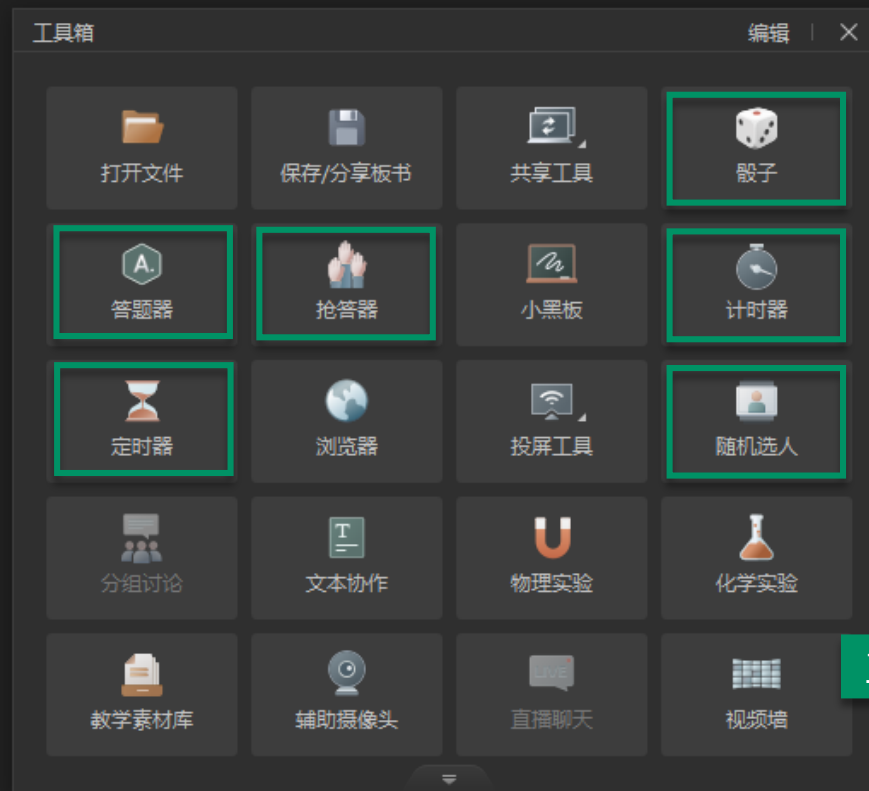 工具箱 编辑
打开文件 保存/分享板书 共享工具 骰子
A.
答题器 抢答器 小黑板 计时器
定时器 浏览器 投屏工具 随机选人
T
分组讨论 文本协作 物理实验 化学实验
LIVE
教学素材库 辅助摄像头 直播聊天 视频墙